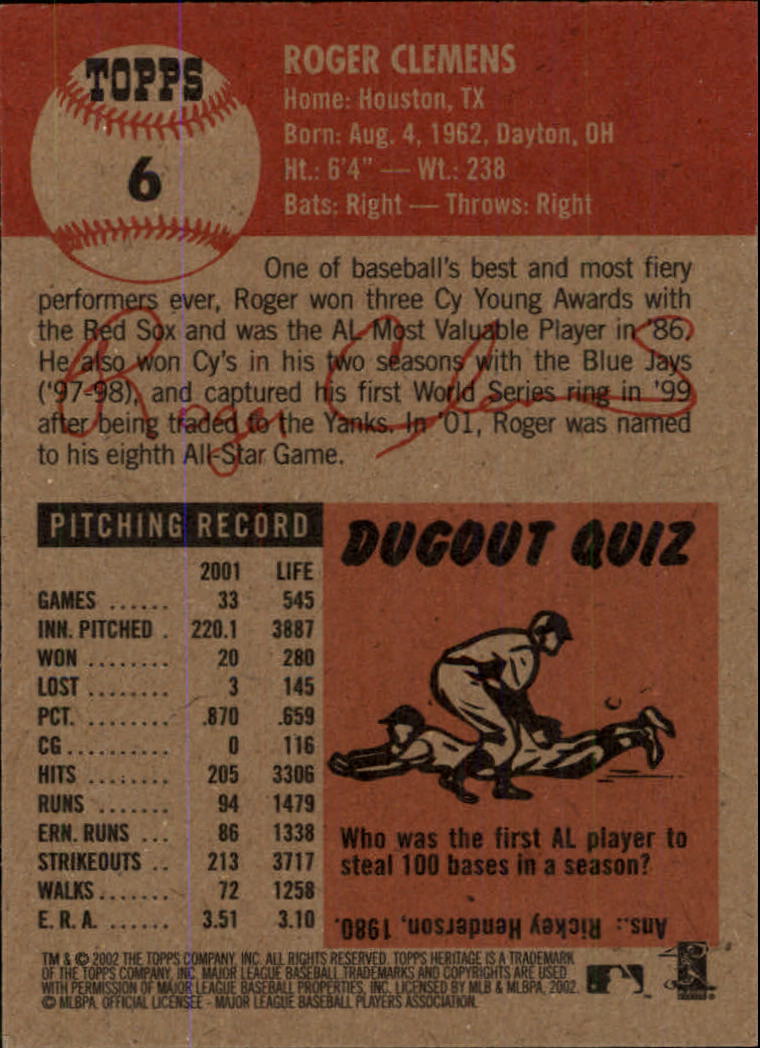 TOPPS
6
ROGER CLEMENS
Home: Houston, TX
Born: Aug. 4, 1962, Dayton, OH
Ht.: 6'4" — Wt.: 238
Bats: Right — Throws: Right
One of baseball's best and most fiery
performers ever, Roger won three Cy Young Awards with
the Red Sox and was the AL Most Valuable Player in '86.
He also won Cy's in his two seasons with the Blue Jays
('97-98), and captured his first World Series ring in '99
after being traded to the Yanks. In '01, Roger was named
to his eighth All-Star Game.
Roger Clemens
PITCHING RECORD
2001 LIFE
GAMES ...... 33 545
INN. PITCHED . 220.1 3887
WON ........ 20 280
LOST ........ 3 145
PCT. ........ .870 .659
CG.......... 0 116
HITS ........ 205 3306
RUNS ....... 94 1479
ERN. RUNS ... 86 1338
STRIKEOUTS .. 213 3717
WALKS....... 72 1258
E.R.A. ...... 3.51 3.10
DUGOUT QUIZ
Who was the first AL player to
steal 100 bases in a season?
Ans.: Rickey Henderson, 1980.
TM & © 2002 THE TOPPS COMPANY, INC. ALL RIGHTS RESERVED. TOPPS HERITAGE IS A TRADEMARK
OF THE TOPPS COMPANY, INC. MAJOR LEAGUE BASEBALL TRADEMARKS AND COPYRIGHTS ARE USED
WITH PERMISSION OF MAJOR LEAGUE BASEBALL PROPERTIES, INC. LICENSED BY MLB & MLBPA, 2002.
© MLBPA. OFFICIAL LICENSEE - MAJOR LEAGUE BASEBALL PLAYERS ASSOCIATION.